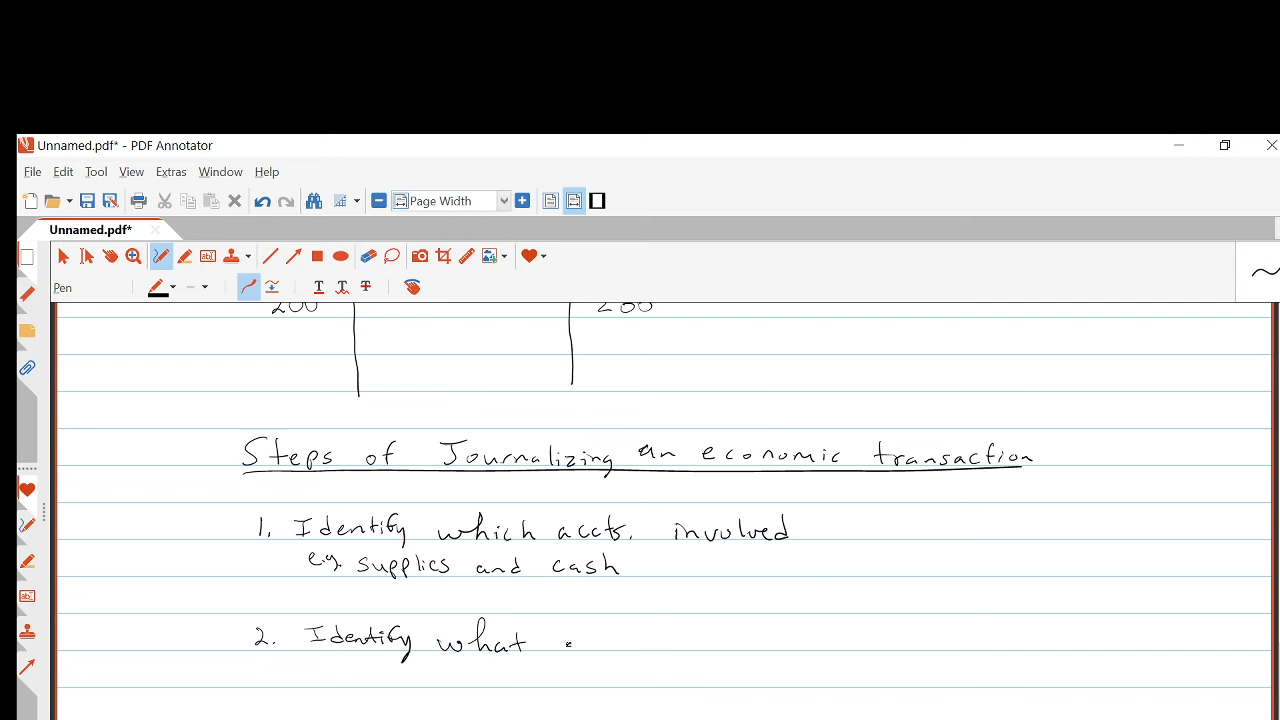 Unnamed.pdf* - PDF Annotator
File Edit Tool View Extras Window Help
Page Width
Unnamed.pdf*
Pen
200 200
Steps of Journalizing an economic transaction
1. Identify which accts. involved
e.g. supplies and cash
2. Identify what